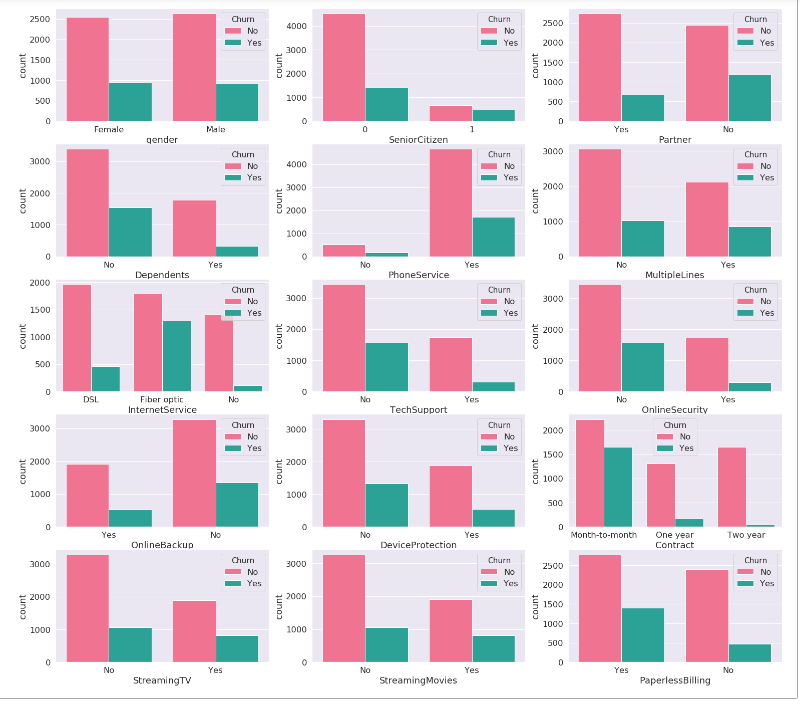 Churn
No
Yes
count
2500
2000
1500
1000
500
0
Female Male
gender
Churn
No
Yes
count
4000
3000
2000
1000
0
0 1
SeniorCitizen
Churn
No
Yes
count
2500
2000
1500
1000
500
0
Yes No
Partner
Churn
No
Yes
count
3000
2000
1000
0
No Yes
Dependents
Churn
No
Yes
count
4000
3000
2000
1000
0
No Yes
PhoneService
Churn
No
Yes
count
3000
2000
1000
0
No Yes
MultipleLines
Churn
No
Yes
count
2000
1500
1000
500
0
DSL Fiber optic No
InternetService
Churn
No
Yes
count
3000
2000
1000
0
No Yes
TechSupport
Churn
No
Yes
count
3000
2000
1000
0
No Yes
OnlineSecurity
Churn
No
Yes
count
3000
2000
1000
0
Yes No
OnlineBackup
Churn
No
Yes
count
3000
2000
1000
0
No Yes
DeviceProtection
Churn
No
Yes
count
2000
1500
1000
500
0
Month-to-month One year Two year
Contract
Churn
No
Yes
count
3000
2000
1000
0
No Yes
StreamingTV
Churn
No
Yes
count
3000
2000
1000
0
No Yes
StreamingMovies
Churn
No
Yes
count
2500
2000
1500
1000
500
0
Yes No
PaperlessBilling